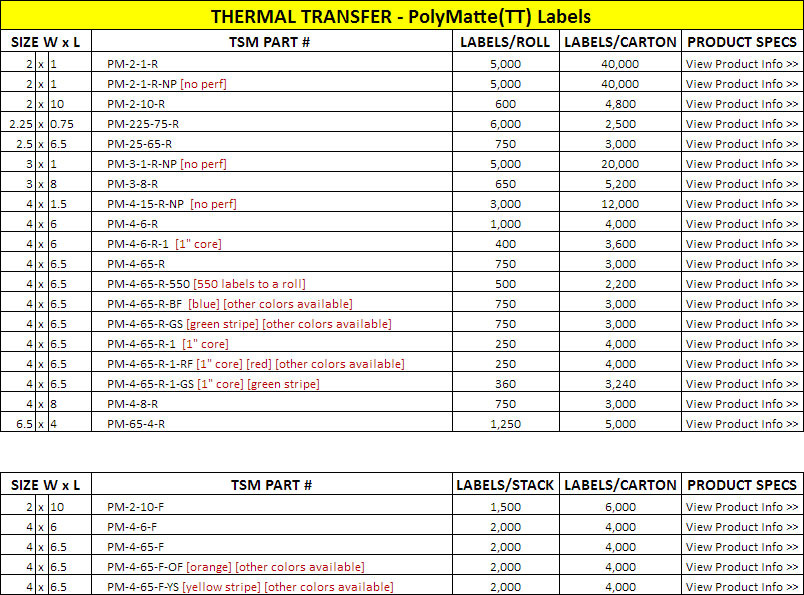 THERMAL TRANSFER - PolyMatte(TT) Labels
SIZE W x L TSM PART # LABELS/ROLL LABELS/CARTON PRODUCT SPECS
2 x 1 PM-2-1-R 5,000 40,000 View Product Info >>
2 x 1 PM-2-1-R-NP [no perf] 5,000 40,000 View Product Info >>
2 x 10 PM-2-10-R 600 4,800 View Product Info >>
2.25 x 0.75 PM-225-75-R 6,000 2,500 View Product Info >>
2.5 x 6.5 PM-25-65-R 750 3,000 View Product Info >>
3 x 1 PM-3-1-R-NP [no perf] 5,000 20,000 View Product Info >>
3 x 8 PM-3-8-R 650 5,200 View Product Info >>
4 x 1.5 PM-4-15-R-NP [no perf] 3,000 12,000 View Product Info >>
4 x 6 PM-4-6-R 1,000 4,000 View Product Info >>
4 x 6 PM-4-6-R-1 [1" core] 400 3,600 View Product Info >>
4 x 6.5 PM-4-65-R 750 3,000 View Product Info >>
4 x 6.5 PM-4-65-R-550 [550 labels to a roll] 500 2,200 View Product Info >>
4 x 6.5 PM-4-65-R-BF [blue] [other colors available] 750 3,000 View Product Info >>
4 x 6.5 PM-4-65-R-GS [green stripe] [other colors available] 750 3,000 View Product Info >>
4 x 6.5 PM-4-65-R-1 [1" core] 250 4,000 View Product Info >>
4 x 6.5 PM-4-65-R-1-RF [1" core] [red] [other colors available] 250 4,000 View Product Info >>
4 x 6.5 PM-4-65-R-1-GS [1" core] [green stripe] 360 3,240 View Product Info >>
4 x 8 PM-4-8-R 750 3,000 View Product Info >>
6.5 x 4 PM-65-4-R 1,250 5,000 View Product Info >>
SIZE W x L TSM PART # LABELS/STACK LABELS/CARTON PRODUCT SPECS
2 x 10 PM-2-10-F 1,500 6,000 View Product Info >>
4 x 6 PM-4-6-F 2,000 4,000 View Product Info >>
4 x 6.5 PM-4-65-F 2,000 4,000 View Product Info >>
4 x 6.5 PM-4-65-F-OF [orange] [other colors available] 2,000 4,000 View Product Info >>
4 x 6.5 PM-4-65-F-YS [yellow stripe] [other colors available] 2,000 4,000 View Product Info >>